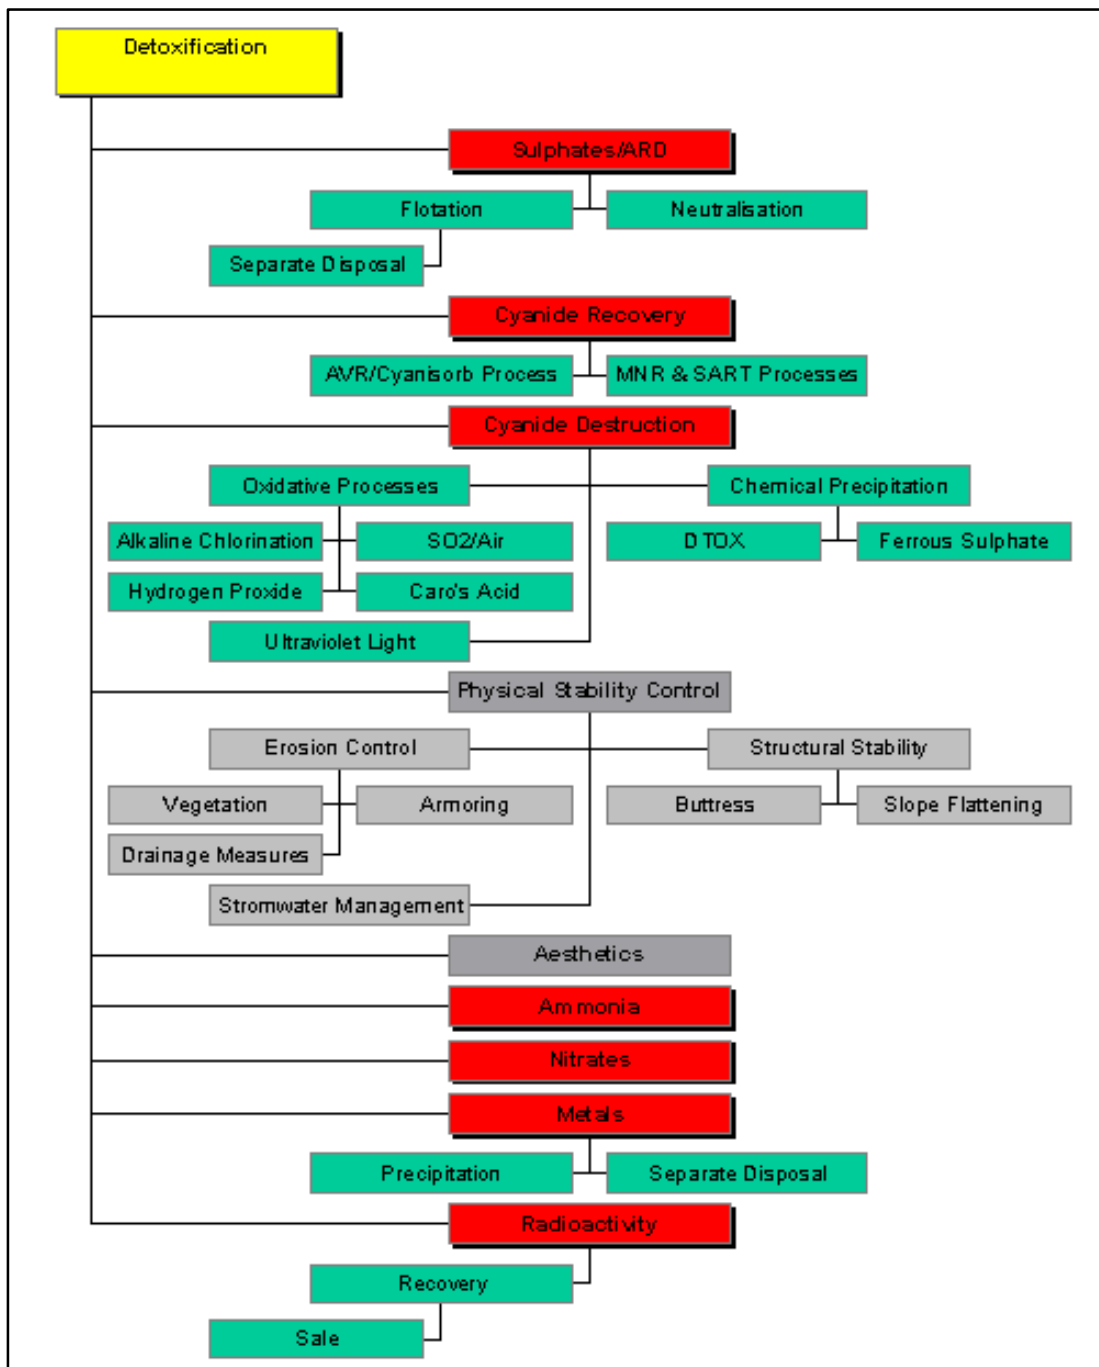 Detoxification
Sulphates/ARD
Flotation
Neutralisation
Separate Disposal
Cyanide Recovery
AVR/Cyanisorb Process
MNR & SART Processes
Cyanide Destruction
Oxidative Processes
Chemical Precipitation
Alkaline Chlorination
SO2/Air
DTOX
Ferrous Sulphate
Hydrogen Proxide
Caro's Acid
Ultraviolet Light
Physical Stability Control
Erosion Control
Structural Stability
Vegetation
Armoring
Buttress
Slope Flattening
Drainage Measures
Stromwater Management
Aesthetics
Ammonia
Nitrates
Metals
Precipitation
Separate Disposal
Radioactivity
Recovery
Sale